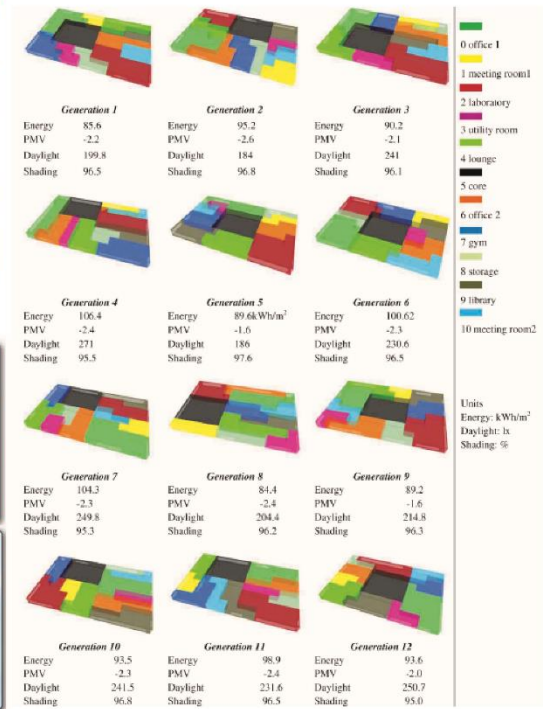 Generation 1
Energy 85.6
PMV -2.2
Daylight 199.8
Shading 96.5
Generation 2
Energy 95.2
PMV -2.6
Daylight 184
Shading 96.8
Generation 3
Energy 90.2
PMV -2.1
Daylight 241
Shading 96.1
Generation 4
Energy 106.4
PMV -2.4
Daylight 271
Shading 95.5
Generation 5
Energy 89.6kWh/m²
PMV -1.6
Daylight 186
Shading 97.6
Generation 6
Energy 100.62
PMV -2.3
Daylight 230.6
Shading 96.5
Generation 7
Energy 104.3
PMV -2.3
Daylight 249.8
Shading 95.3
Generation 8
Energy 84.4
PMV -2.4
Daylight 204.4
Shading 96.2
Generation 9
Energy 89.2
PMV -1.6
Daylight 214.8
Shading 96.3
Generation 10
Energy 93.5
PMV -2.3
Daylight 241.5
Shading 96.8
Generation 11
Energy 98.9
PMV -2.4
Daylight 231.6
Shading 96.5
Generation 12
Energy 93.6
PMV -2.0
Daylight 250.7
Shading 95.0
0 office 1
1 meeting room1
2 laboratory
3 utility room
4 lounge
5 core
6 office 2
7 gym
8 storage
9 library
10 meeting room2
Units
Energy: kWh/m²
Daylight: lx
Shading: %